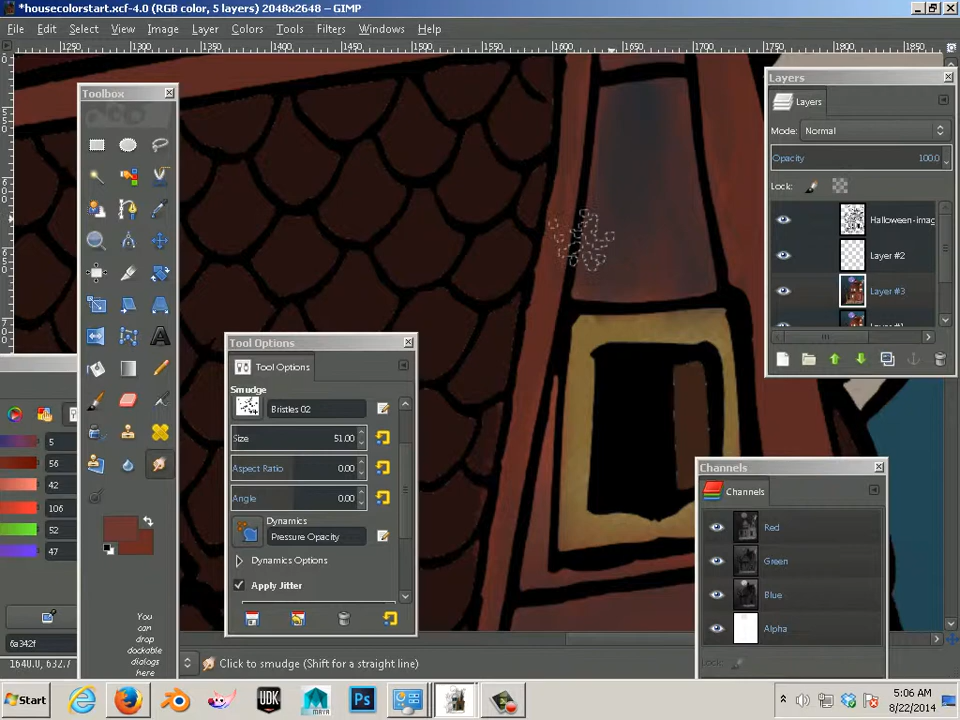 *housecolorstart.xcf-4.0 (RGB color, 5 layers) 2048x2648 – GIMP
File Edit Select View Image Layer Colors Tools Filters Windows Help
1250 1300 1350 1400 1450 1500 1550 1600 1650 1700 1750 1800 1850
Toolbox
Layers
Layers
Mode: Normal
Opacity 100.0
Lock:
Halloween-imag
Layer #2
Layer #3
Tool Options
Tool Options
Smudge
Bristles 02
Size 51.00
Aspect Ratio 0.00
Angle 0.00
Dynamics
Pressure Opacity
Dynamics Options
Apply Jitter
Channels
Channels
Red
Green
Blue
Alpha
Lock:
5
56
42
106
52
47
6a342f
You
can
drop
dockable
dialogs
here
1640.0, 632.7
Click to smudge (Shift for a straight line)
Start
UDK
MAYA
Ps
5:06 AM
8/22/2014